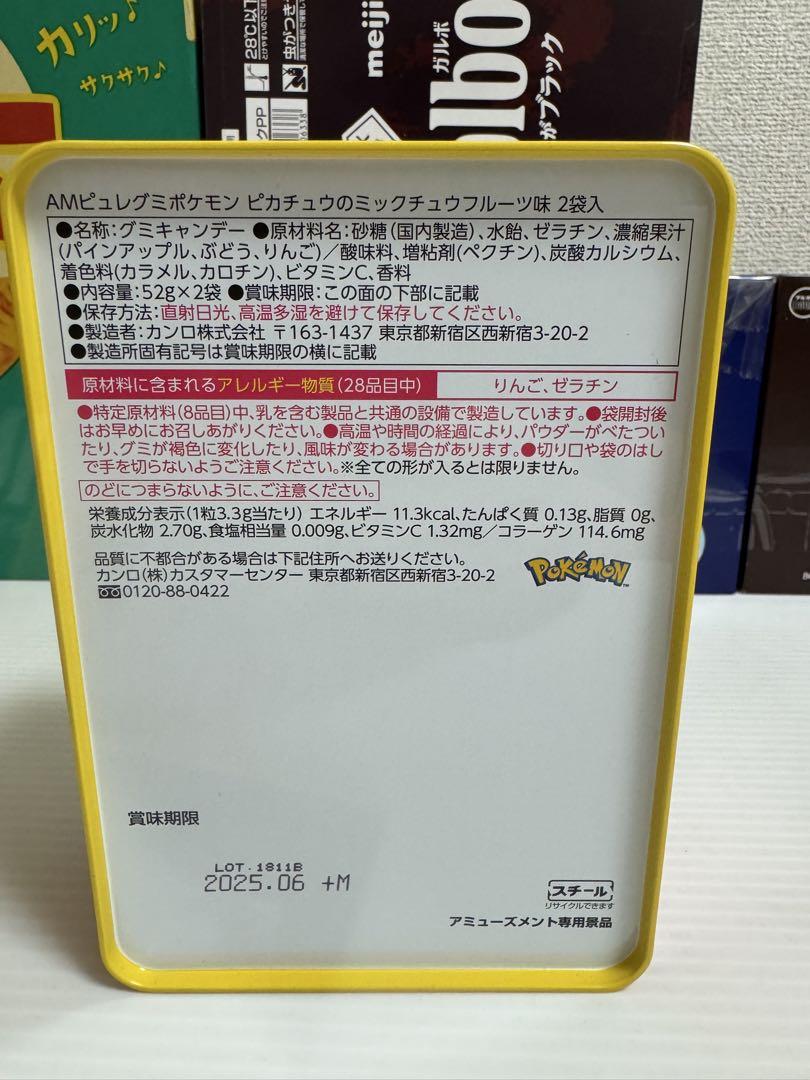 カリッ♪
サクサク♪
28℃以下
虫がつき
meiji
ガルボ
lbo
がブラック
PP
AMピュレグミポケモン ピカチュウのミックチュウフルーツ味 2袋入
●名称:グミキャンデー ●原材料名:砂糖(国内製造)、水飴、ゼラチン、濃縮果汁
(パインアップル、ぶどう、りんご)/酸味料、増粘剤(ペクチン)、炭酸カルシウム、
着色料(カラメル、カロチン)、ビタミンC、香料
●内容量:52g×2袋 ●賞味期限:この面の下部に記載
●保存方法:直射日光、高温多湿を避けて保存してください。
●製造者:カンロ株式会社 〒163-1437 東京都新宿区西新宿3-20-2
●製造所固有記号は賞味期限の横に記載
原材料に含まれるアレルギー物質(28品目中) りんご、ゼラチン
●特定原材料(8品目)中、乳を含む製品と共通の設備で製造しています。●袋開封後
はお早めにお召しあがりください。●高温や時間の経過により、パウダーがべたつい
たり、グミが褐色に変化したり、風味が変わる場合があります。●切り口や袋のはし
で手を切らないようご注意ください。※全ての形が入るとは限りません。
のどにつまらないように、ご注意ください。
栄養成分表示(1粒3.3g当たり) エネルギー 11.3kcal、たんぱく質 0.13g、脂質 0g、
炭水化物 2.70g、食塩相当量 0.009g、ビタミンC 1.32mg/コラーゲン 114.6mg
品質に不都合がある場合は下記住所へお送りください。
カンロ(株)カスタマーセンター 東京都新宿区西新宿3-20-2
0120-88-0422
POKéMON
賞味期限
LOT・1811B
2025.06 +M
スチール
リサイクルできます
アミューズメント専用景品